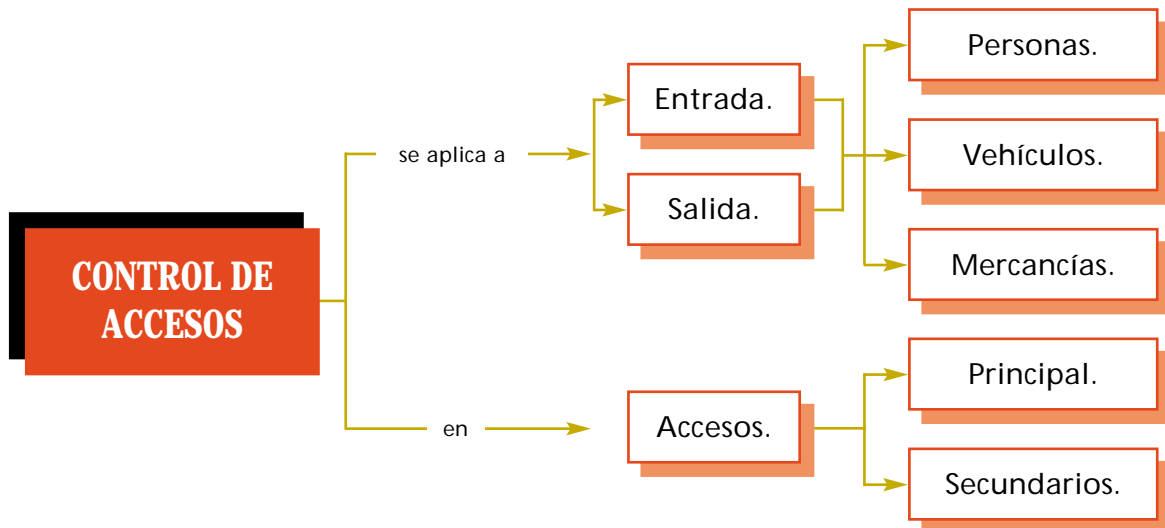 CONTROL DE
ACCESOS
se aplica a
Entrada.
Salida.
Personas.
Vehículos.
Mercancías.
en
Accesos.
Principal.
Secundarios.